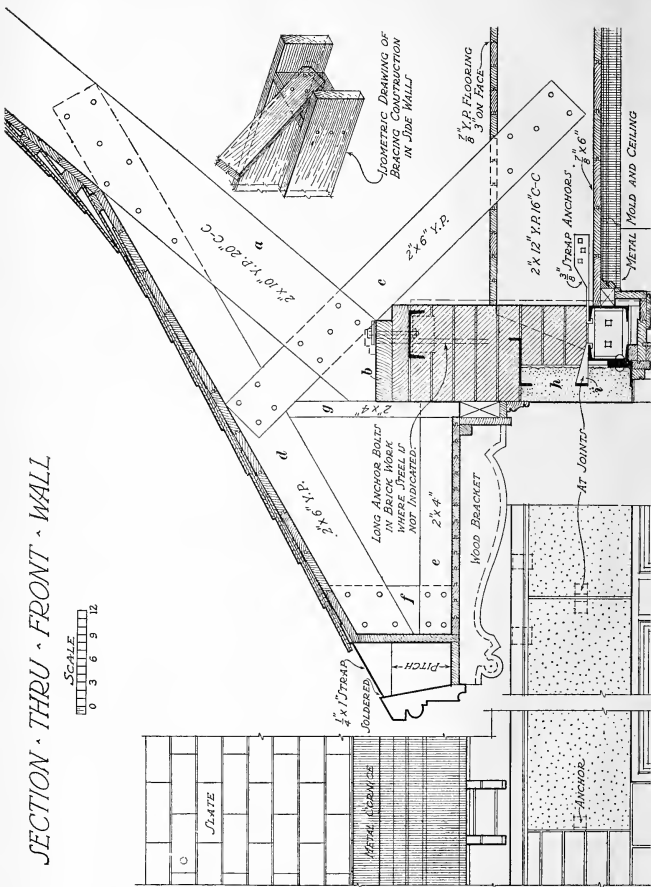 SECTION · THRU · FRONT · WALL
SCALE
0 3 6 9 12
ISOMETRIC DRAWING OF
BRACING CONSTRUCTION
IN SIDE WALLS
2"x10" Y.P. 20" C-C
a
2"x6" Y.P.
c
7/8" Y.P. FLOORING
3" ON FACE
2"x12" Y.P. 16" C-C
3/8" STRAP ANCHORS
7/8"x6"
METAL MOLD AND CEILING
b
g
2"x4"
d
2"x6" Y.P.
LONG ANCHOR BOLTS
IN BRICK WORK
WHERE STEEL IS
NOT INDICATED.
h
i
2"x4"
e
f
AT JOINTS
WOOD BRACKET
1/4"x1" STRAP
SOLDERED
PITCH
SLATE
METAL CORNICE
ANCHOR